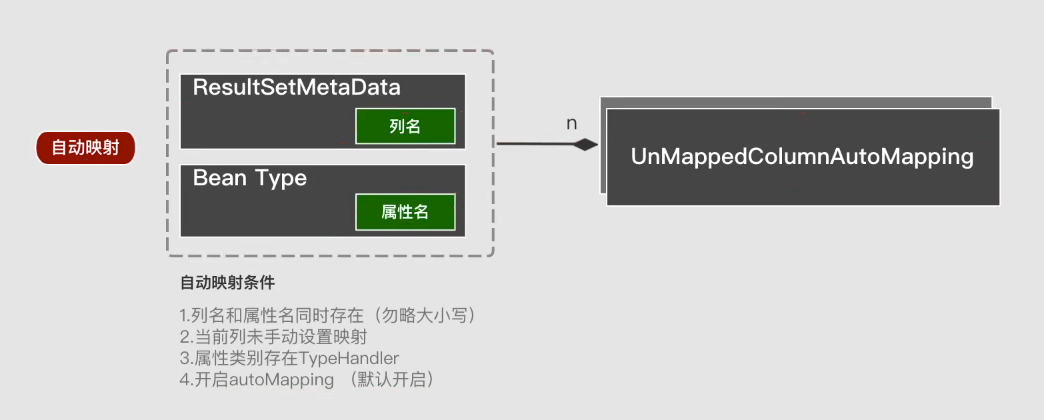 自动映射
ResultSetMetaData
列名
Bean Type
属性名
n
UnMappedColumnAutoMapping
自动映射条件
1.列名和属性名同时存在（勿略大小写）
2.当前列未手动设置映射
3.属性类别存在TypeHandler
4.开启autoMapping （默认开启）